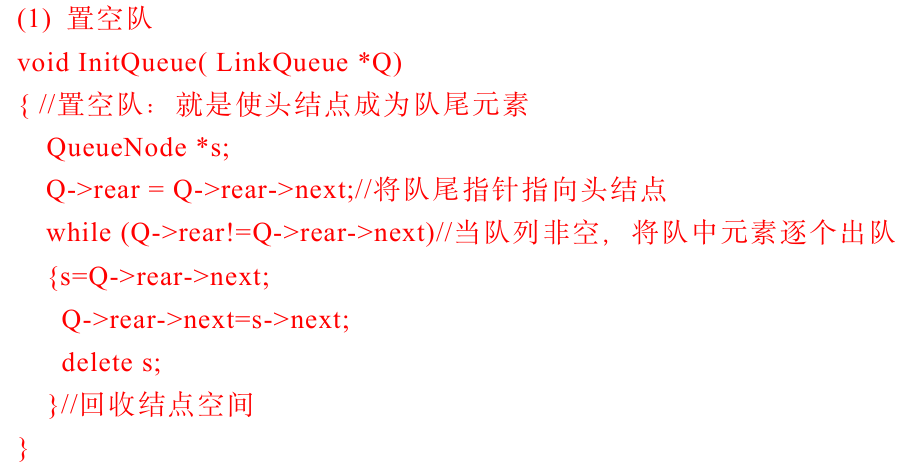 (1) 置空队
void InitQueue( LinkQueue *Q)
{ //置空队：就是使头结点成为队尾元素
QueueNode *s;
Q->rear = Q->rear->next;//将队尾指针指向头结点
while (Q->rear!=Q->rear->next)//当队列非空，将队中元素逐个出队
{s=Q->rear->next;
Q->rear->next=s->next;
delete s;
}//回收结点空间
}